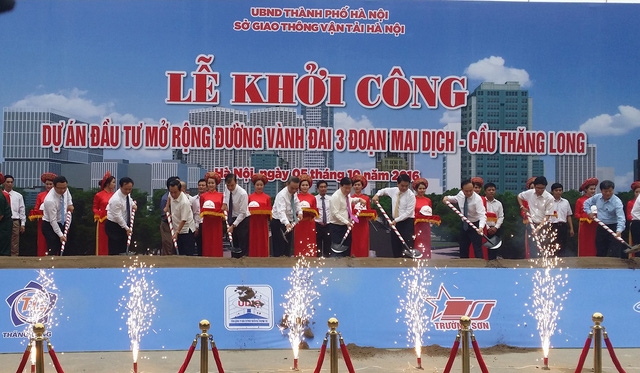 UBND THÀNH PHỐ HÀ NỘI
SỞ GIAO THÔNG VẬN TẢI HÀ NỘI
LỄ KHỞI CÔNG
DỰ ÁN ĐẦU TƯ MỞ RỘNG ĐƯỜNG VÀNH ĐAI 3 ĐOẠN MAI DỊCH - CẦU THĂNG LONG
Hà Nội, ngày 05 tháng 10 năm 2016
TRƯỜNG SƠN